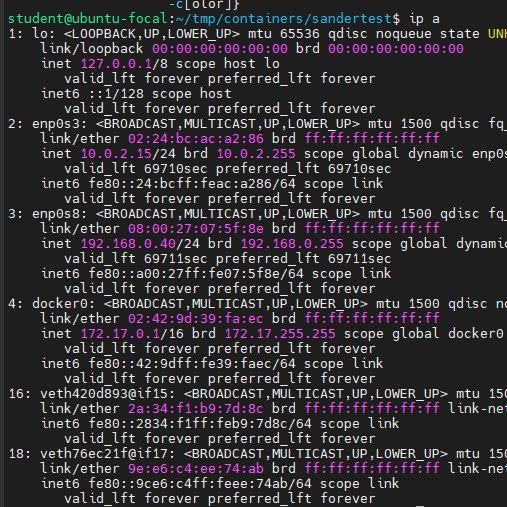 -c[olor]}
student@ubuntu-focal:~/tmp/containers/sandertest$ ip a
1: lo: <LOOPBACK,UP,LOWER_UP> mtu 65536 qdisc noqueue state UN
link/loopback 00:00:00:00:00:00 brd 00:00:00:00:00:00
inet 127.0.0.1/8 scope host lo
valid_lft forever preferred_lft forever
inet6 ::1/128 scope host
valid_lft forever preferred_lft forever
2: enp0s3: <BROADCAST,MULTICAST,UP,LOWER_UP> mtu 1500 qdisc fq_
link/ether 02:24:bc:ac:a2:86 brd ff:ff:ff:ff:ff:ff
inet 10.0.2.15/24 brd 10.0.2.255 scope global dynamic enp0s
valid_lft 69710sec preferred_lft 69710sec
inet6 fe80::24:bcff:feac:a286/64 scope link
valid_lft forever preferred_lft forever
3: enp0s8: <BROADCAST,MULTICAST,UP,LOWER_UP> mtu 1500 qdisc fq_
link/ether 08:00:27:07:5f:8e brd ff:ff:ff:ff:ff:ff
inet 192.168.0.40/24 brd 192.168.0.255 scope global dynamic
valid_lft 69711sec preferred_lft 69711sec
inet6 fe80::a00:27ff:fe07:5f8e/64 scope link
valid_lft forever preferred_lft forever
4: docker0: <BROADCAST,MULTICAST,UP,LOWER_UP> mtu 1500 qdisc no
link/ether 02:42:9d:39:fa:ec brd ff:ff:ff:ff:ff:ff
inet 172.17.0.1/16 brd 172.17.255.255 scope global docker0
valid_lft forever preferred_lft forever
inet6 fe80::42:9dff:fe39:faec/64 scope link
valid_lft forever preferred_lft forever
16: veth420d893@if15: <BROADCAST,MULTICAST,UP,LOWER_UP> mtu 150
link/ether 2a:34:f1:b9:7d:8c brd ff:ff:ff:ff:ff:ff link-net
inet6 fe80::2834:f1ff:feb9:7d8c/64 scope link
valid_lft forever preferred_lft forever
18: veth76ec21f@if17: <BROADCAST,MULTICAST,UP,LOWER_UP> mtu 150
link/ether 9e:e6:c4:ee:74:ab brd ff:ff:ff:ff:ff:ff link-net
inet6 fe80::9ce6:c4ff:feee:74ab/64 scope link
valid_lft forever preferred_lft forever